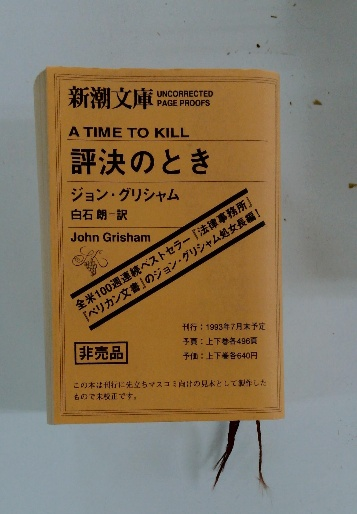 新潮文庫 UNCORRECTED PAGE PROOFS
A TIME TO KILL
評決のとき
ジョン・グリシャム
白石 朗=訳
John Grisham
全米100週連続ベストセラー『法律事務所』
『ペリカン文書』のジョン・グリシャム処女長編！
刊行：1993年7月末予定
予頁：上下巻各496頁
予価：上下巻各640円
非売品
この本は刊行に先立ちマスコミ向けの見本として製作した
もので未校正です。